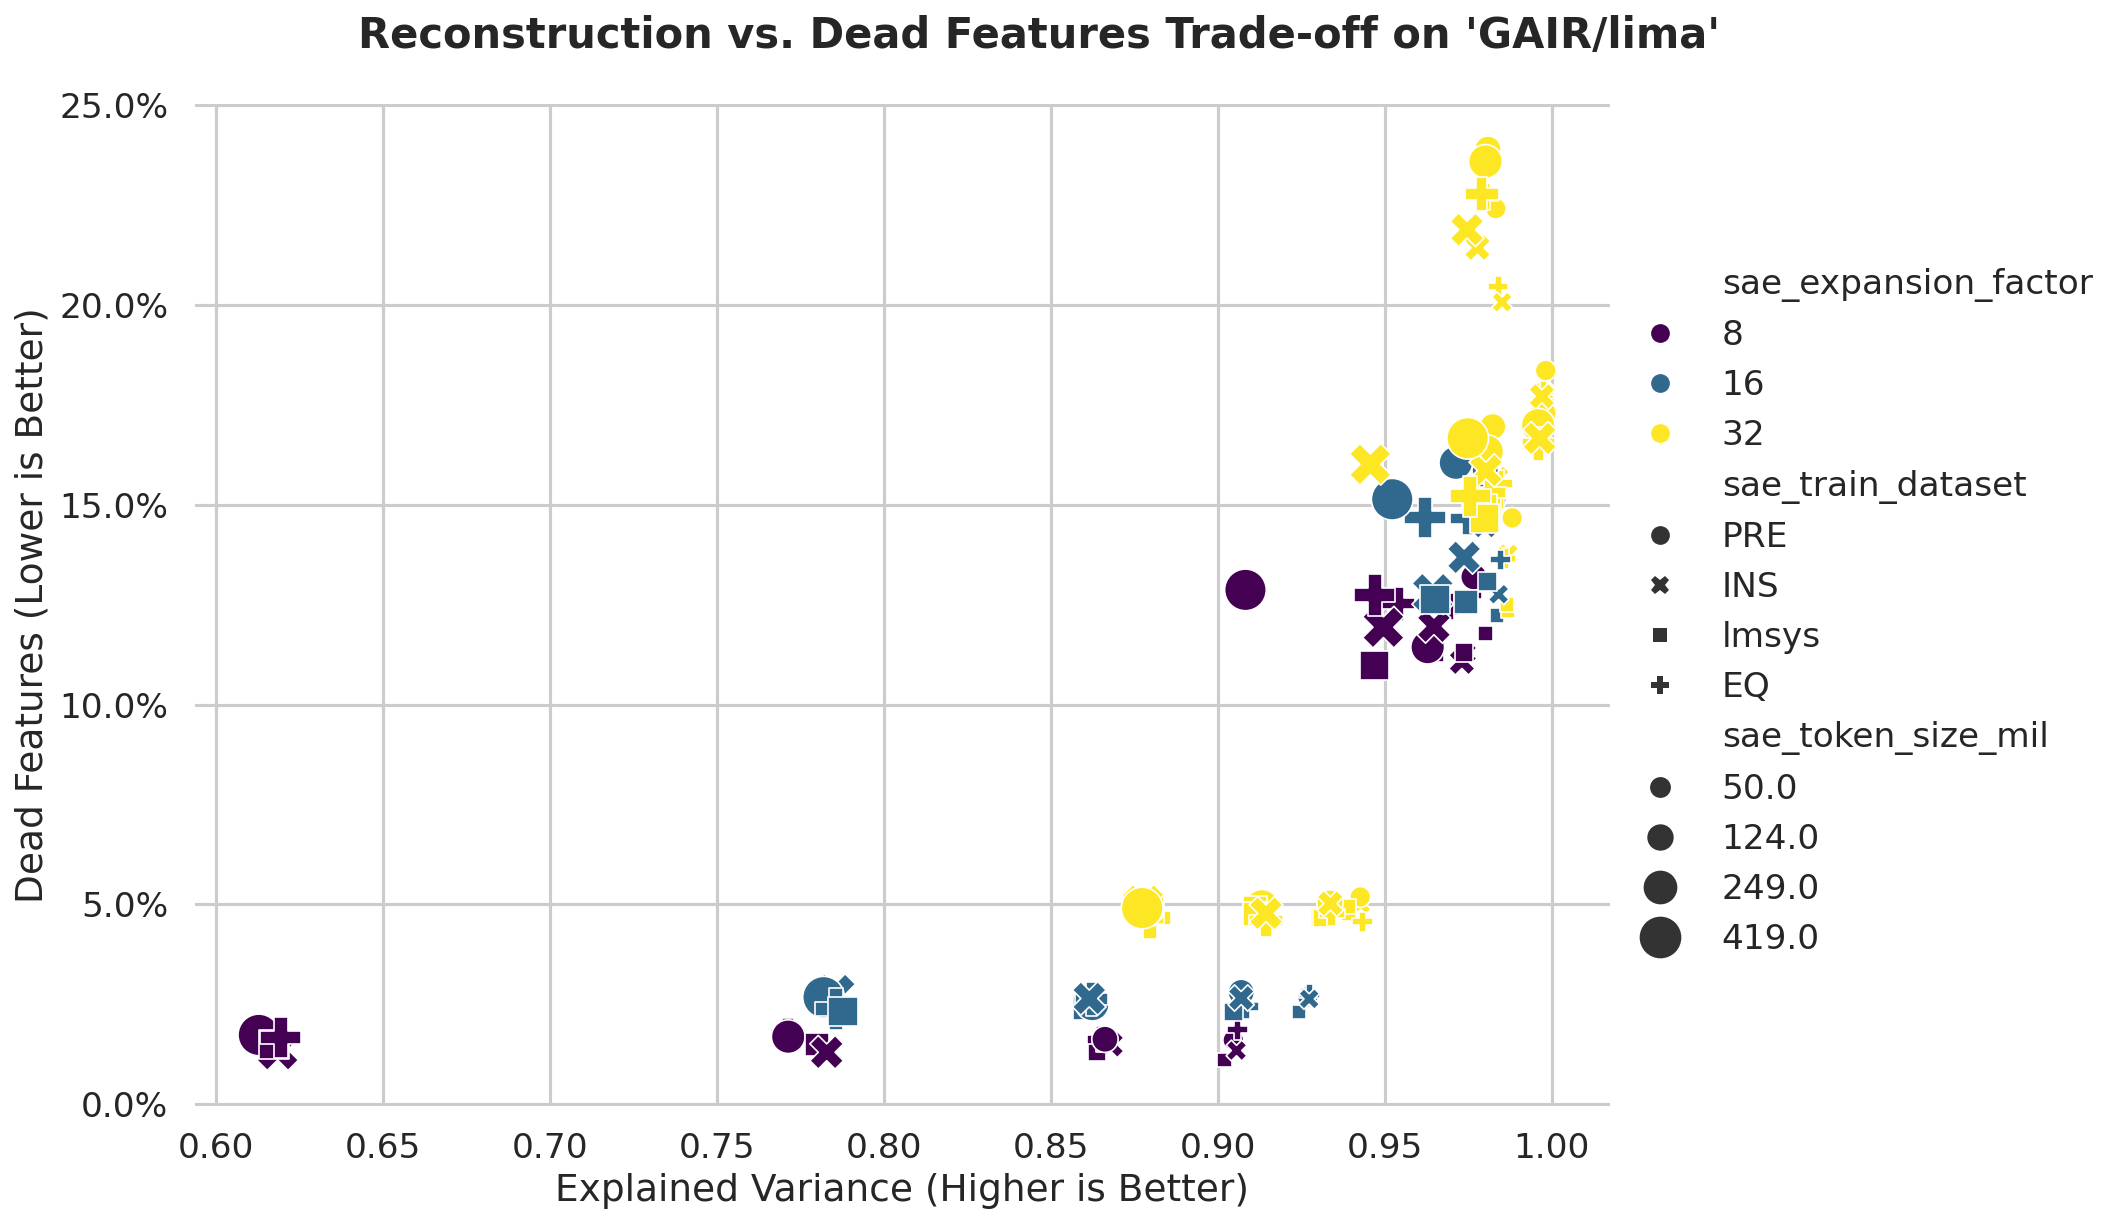 Reconstruction vs. Dead Features Trade-off on 'GAIR/lima'
25.0%
20.0%
15.0%
10.0%
5.0%
0.0%
Dead Features (Lower is Better)
0.60 0.65 0.70 0.75 0.80 0.85 0.90 0.95 1.00
Explained Variance (Higher is Better)
sae_expansion_factor
8
16
32
sae_train_dataset
PRE
INS
lmsys
EQ
sae_token_size_mil
50.0
124.0
249.0
419.0